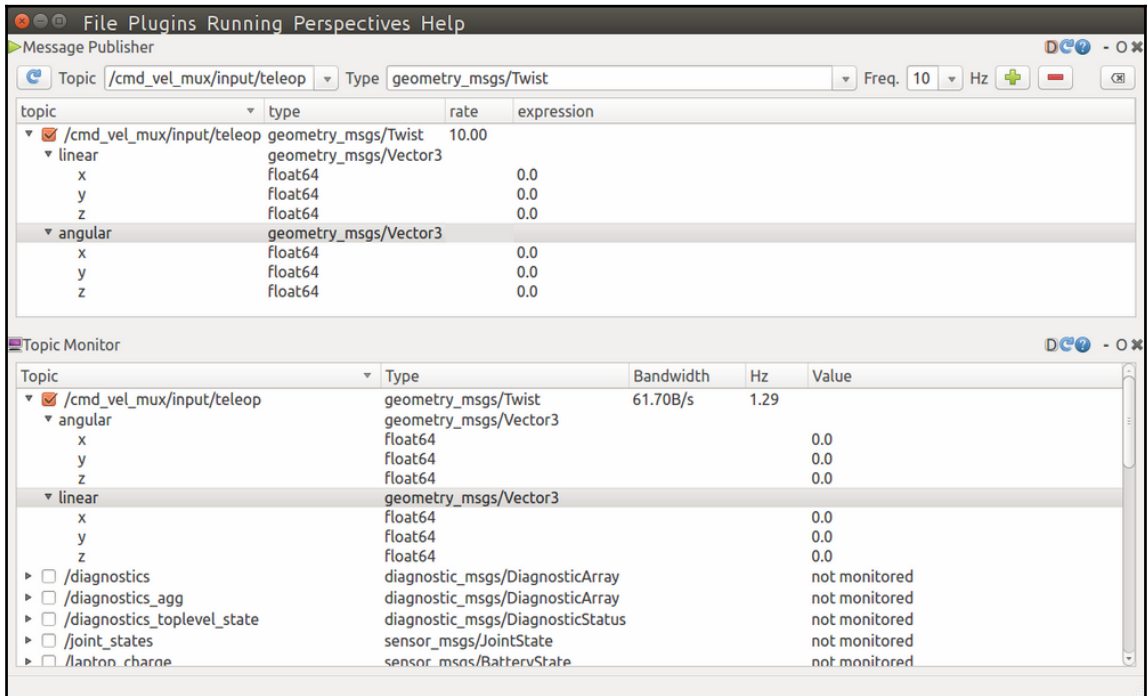 File Plugins Running Perspectives Help
Message Publisher D - O
Topic /cmd_vel_mux/input/teleop Type geometry_msgs/Twist Freq. 10 Hz
topic type rate expression
/cmd_vel_mux/input/teleop geometry_msgs/Twist 10.00
linear geometry_msgs/Vector3
x float64 0.0
y float64 0.0
z float64 0.0
angular geometry_msgs/Vector3
x float64 0.0
y float64 0.0
z float64 0.0
Topic Monitor D - O
Topic Type Bandwidth Hz Value
/cmd_vel_mux/input/teleop geometry_msgs/Twist 61.70B/s 1.29
angular geometry_msgs/Vector3
x float64 0.0
y float64 0.0
z float64 0.0
linear geometry_msgs/Vector3
x float64 0.0
y float64 0.0
z float64 0.0
/diagnostics diagnostic_msgs/DiagnosticArray not monitored
/diagnostics_agg diagnostic_msgs/DiagnosticArray not monitored
/diagnostics_toplevel_state diagnostic_msgs/DiagnosticStatus not monitored
/joint_states sensor_msgs/JointState not monitored
/laptop_charge sensor_msgs/BatteryState not monitored